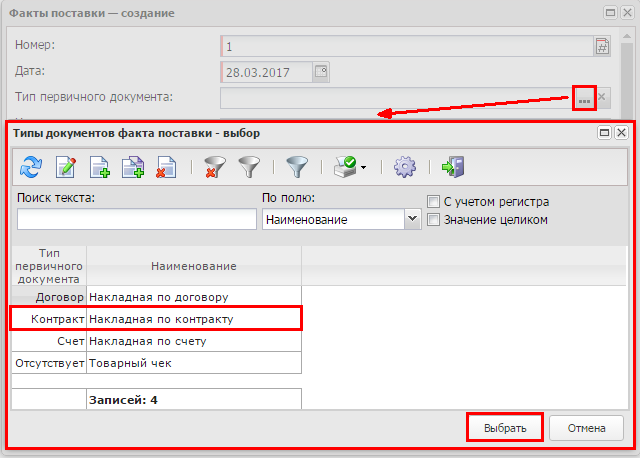 Факты поставки — создание
Номер: 1
Дата: 28.03.2017
Тип первичного документа: ...
Типы документов факта поставки - выбор
Поиск текста: По полю: С учетом регистра
Наименование Значение целиком
Тип первичного документа Наименование
Договор Накладная по договору
Контракт Накладная по контракту
Счет Накладная по счету
Отсутствует Товарный чек
Записей: 4
Выбрать Отмена